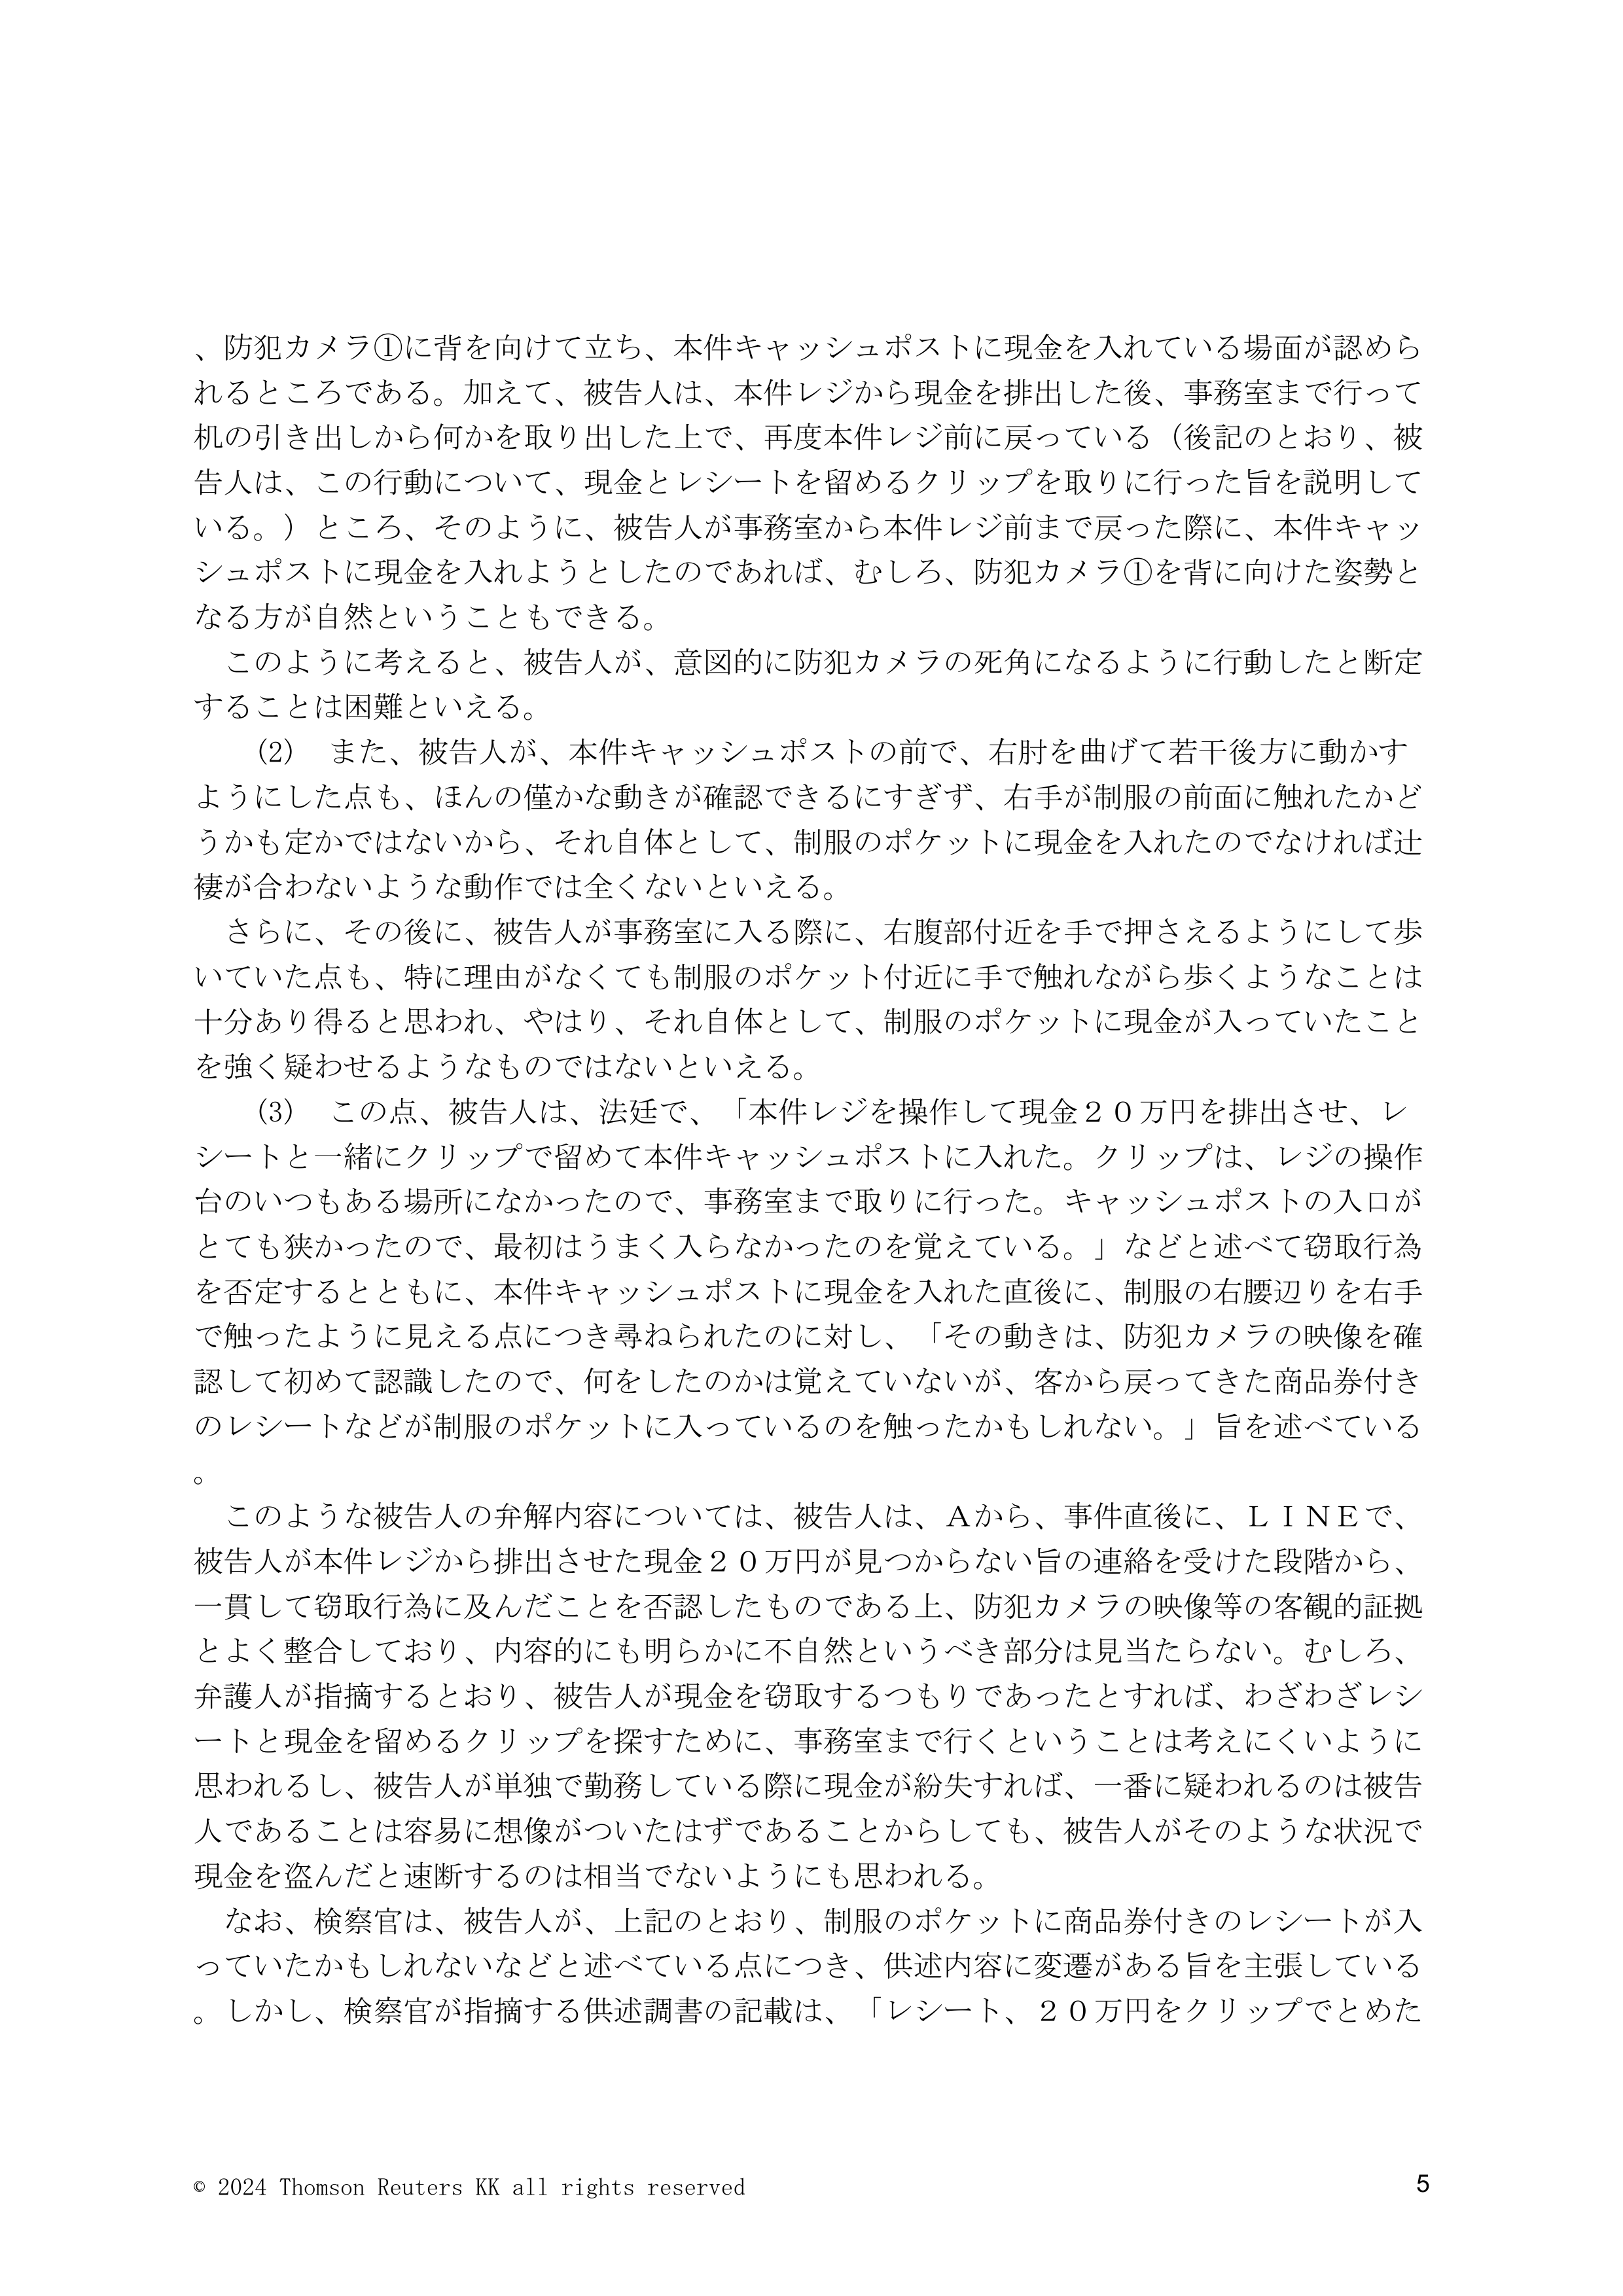 、防犯カメラ①に背を向けて立ち、本件キャッシュポストに現金を入れている場面が認めら
れるところである。加えて、被告人は、本件レジから現金を排出した後、事務室まで行って
机の引き出しから何かを取り出した上で、再度本件レジ前に戻っている（後記のとおり、被
告人は、この行動について、現金とレシートを留めるクリップを取りに行った旨を説明して
いる。）ところ、そのように、被告人が事務室から本件レジ前まで戻った際に、本件キャッ
シュポストに現金を入れようとしたのであれば、むしろ、防犯カメラ①を背に向けた姿勢と
なる方が自然ということもできる。
　このように考えると、被告人が、意図的に防犯カメラの死角になるように行動したと断定
することは困難といえる。
　　(2)　また、被告人が、本件キャッシュポストの前で、右肘を曲げて若干後方に動かす
ようにした点も、ほんの僅かな動きが確認できるにすぎず、右手が制服の前面に触れたかど
うかも定かではないから、それ自体として、制服のポケットに現金を入れたのでなければ辻
褄が合わないような動作では全くないといえる。
　さらに、その後に、被告人が事務室に入る際に、右腹部付近を手で押さえるようにして歩
いていた点も、特に理由がなくても制服のポケット付近に手で触れながら歩くようなことは
十分あり得ると思われ、やはり、それ自体として、制服のポケットに現金が入っていたこと
を強く疑わせるようなものではないといえる。
　　(3)　この点、被告人は、法廷で、「本件レジを操作して現金２０万円を排出させ、レ
シートと一緒にクリップで留めて本件キャッシュポストに入れた。クリップは、レジの操作
台のいつもある場所になかったので、事務室まで取りに行った。キャッシュポストの入口が
とても狭かったので、最初はうまく入らなかったのを覚えている。」などと述べて窃取行為
を否定するとともに、本件キャッシュポストに現金を入れた直後に、制服の右腰辺りを右手
で触ったように見える点につき尋ねられたのに対し、「その動きは、防犯カメラの映像を確
認して初めて認識したので、何をしたのかは覚えていないが、客から戻ってきた商品券付き
のレシートなどが制服のポケットに入っているのを触ったかもしれない。」旨を述べている
。
　このような被告人の弁解内容については、被告人は、Ａから、事件直後に、ＬＩＮＥで、
被告人が本件レジから排出させた現金２０万円が見つからない旨の連絡を受けた段階から、
一貫して窃取行為に及んだことを否認したものである上、防犯カメラの映像等の客観的証拠
とよく整合しており、内容的にも明らかに不自然というべき部分は見当たらない。むしろ、
弁護人が指摘するとおり、被告人が現金を窃取するつもりであったとすれば、わざわざレシ
ートと現金を留めるクリップを探すために、事務室まで行くということは考えにくいように
思われるし、被告人が単独で勤務している際に現金が紛失すれば、一番に疑われるのは被告
人であることは容易に想像がついたはずであることからしても、被告人がそのような状況で
現金を盗んだと速断するのは相当でないようにも思われる。
　なお、検察官は、被告人が、上記のとおり、制服のポケットに商品券付きのレシートが入
っていたかもしれないなどと述べている点につき、供述内容に変遷がある旨を主張している
。しかし、検察官が指摘する供述調書の記載は、「レシート、２０万円をクリップでとめた
© 2024 Thomson Reuters KK all rights reserved
5